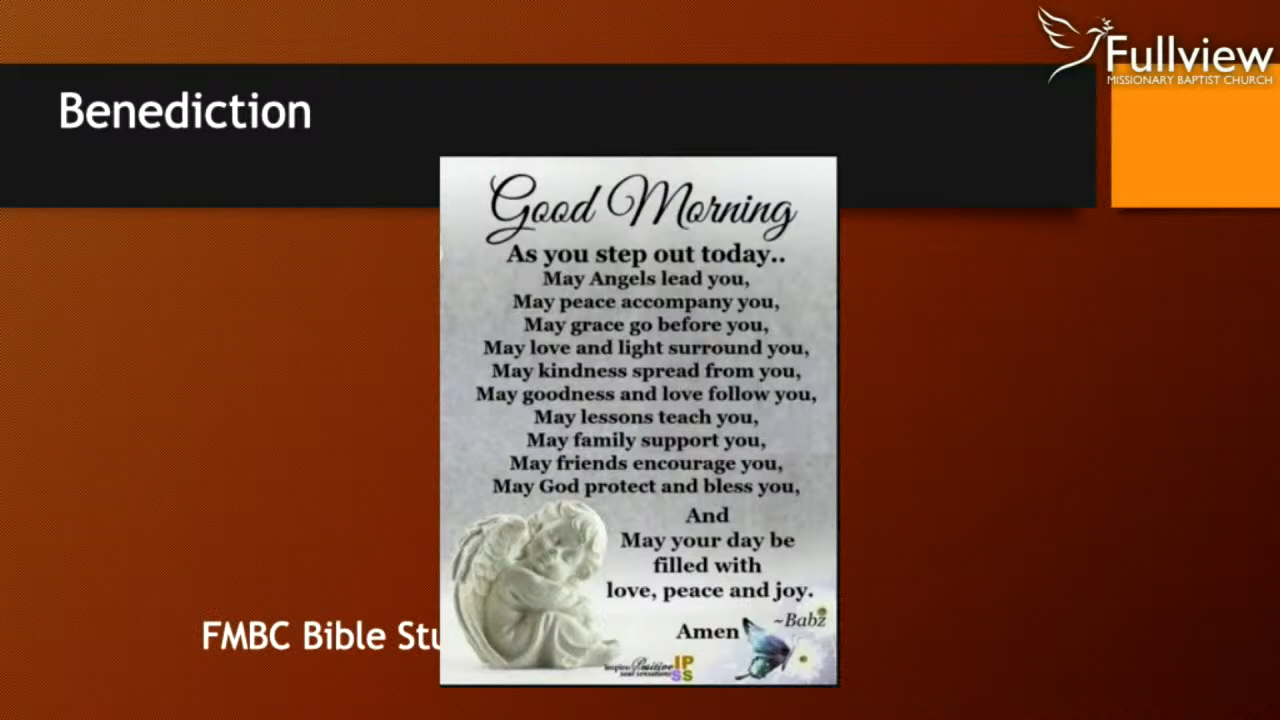 Fullview
MISSIONARY BAPTIST CHURCH
Benediction
Good Morning
As you step out today..
May Angels lead you,
May peace accompany you,
May grace go before you,
May love and light surround you,
May kindness spread from you,
May goodness and love follow you,
May lessons teach you,
May family support you,
May friends encourage you,
May God protect and bless you,
And
May your day be
filled with
love, peace and joy.
~Babz
Amen
FMBC Bible Stu
Positive
IP
SS